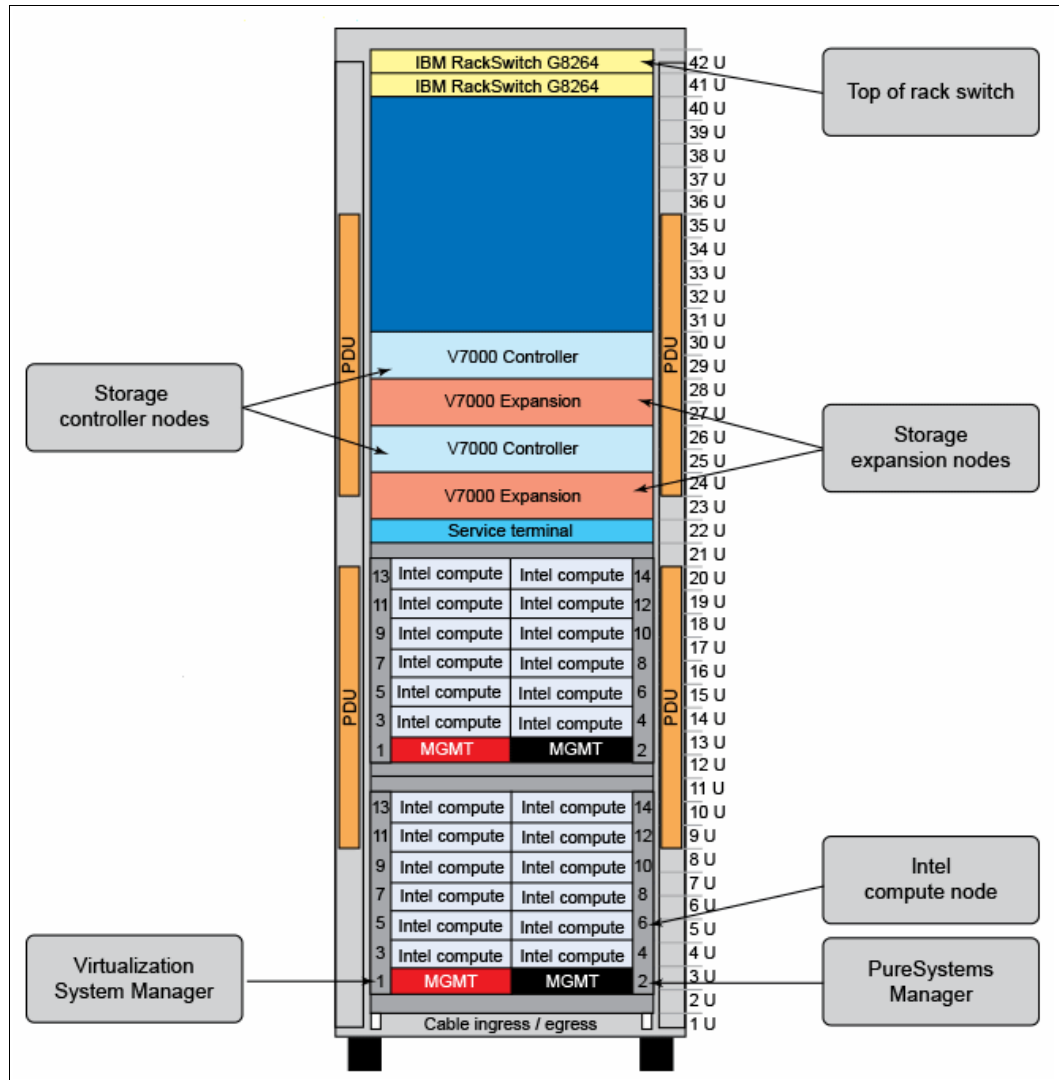 IBM RackSwitch G8264
42 U
IBM RackSwitch G8264
41 U
Top of rack switch
40 U
39 U
38 U
37 U
36 U
35 U
34 U
33 U
32 U
31 U
PDU
PDU
V7000 Controller
30 U
29 U
V7000 Expansion
28 U
27 U
V7000 Controller
26 U
25 U
V7000 Expansion
24 U
23 U
Storage
controller nodes
Storage
expansion nodes
Service terminal
22 U
21 U
13 Intel compute Intel compute 14
20 U
11 Intel compute Intel compute 12
19 U
9 Intel compute Intel compute 10
18 U
17 U
7 Intel compute Intel compute 8
16 U
5 Intel compute Intel compute 6
15 U
3 Intel compute Intel compute 4
14 U
1 MGMT MGMT 2
13 U
12 U
PDU
PDU
11 U
13 Intel compute Intel compute 14
10 U
11 Intel compute Intel compute 12
9 U
9 Intel compute Intel compute 10
8 U
7 Intel compute Intel compute 8
7 U
6 U
5 Intel compute Intel compute 6
5 U
3 Intel compute Intel compute 4
4 U
1 MGMT MGMT 2
3 U
2 U
Cable ingress / egress
1 U
Intel
compute node
Virtualization
System Manager
PureSystems
Manager